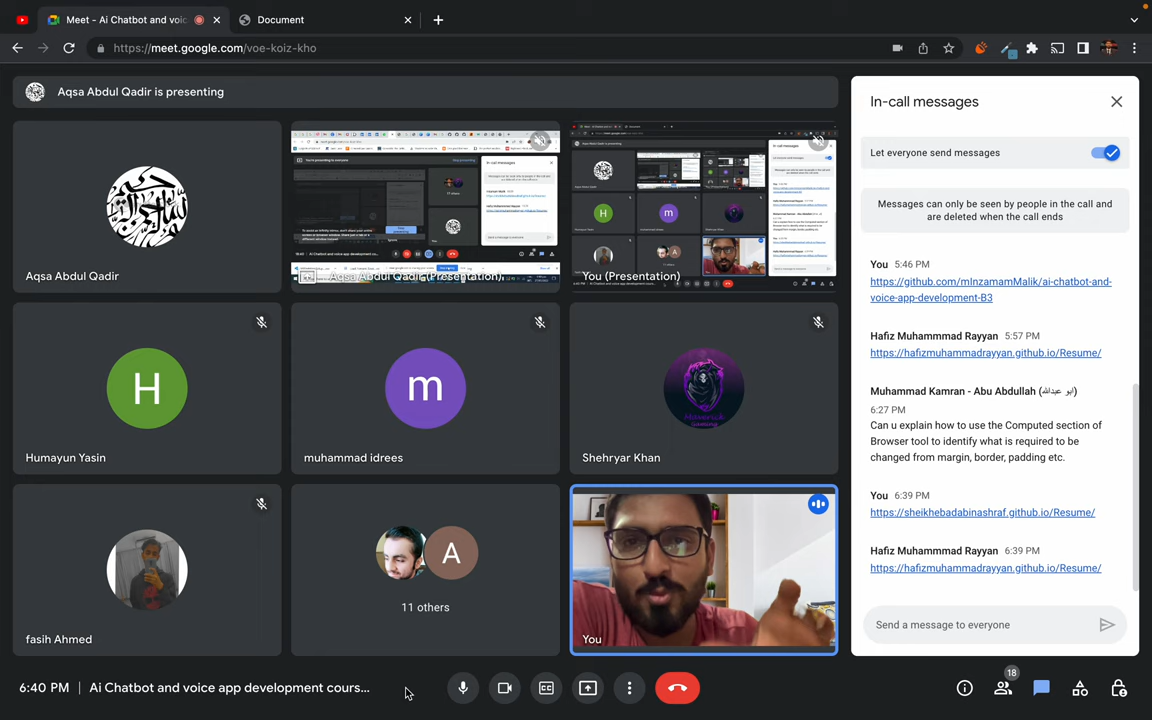 Meet - Ai Chatbot and voic
Document
https://meet.google.com/voe-koiz-kho
Aqsa Abdul Qadir is presenting
Aqsa Abdul Qadir
Aqsa Abdul Qadir (Presentation)
You (Presentation)
H
Humayun Yasin
m
muhammad idrees
Shehryar Khan
fasih Ahmed
A
11 others
You
In-call messages
Let everyone send messages
Messages can only be seen by people in the call and
are deleted when the call ends
You 5:46 PM
https://github.com/mInzamamMalik/ai-chatbot-and-
voice-app-development-B3
Hafiz Muhammmad Rayyan 5:57 PM
https://hafizmuhammadrayyan.github.io/Resume/
Muhammad Kamran - Abu Abdullah (ابو عبدالله)
6:27 PM
Can u explain how to use the Computed section of
Browser tool to identify what is required to be
changed from margin, border, padding etc.
You 6:39 PM
https://sheikhebadabinashraf.github.io/Resume/
Hafiz Muhammmad Rayyan 6:39 PM
https://hafizmuhammadrayyan.github.io/Resume/
Send a message to everyone
6:40 PM | Ai Chatbot and voice app development cours...
18